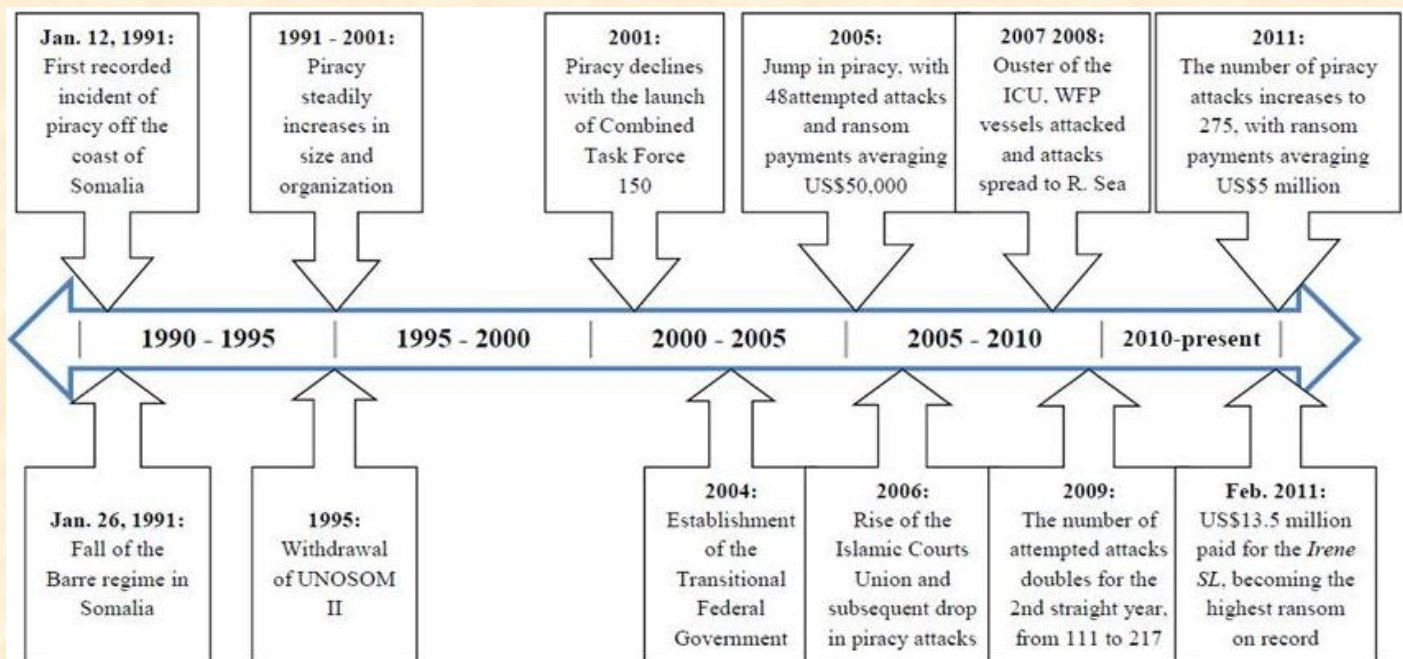 Jan. 12, 1991:
First recorded
incident of
piracy off the
coast of
Somalia
1991 - 2001:
Piracy
steadily
increases in
size and
organization
2001:
Piracy declines
with the launch
of Combined
Task Force
150
2005:
Jump in piracy, with
48attempted attacks
and ransom
payments averaging
US$50,000
2007 2008:
Ouster of the
ICU, WFP
vessels attacked
and attacks
spread to R. Sea
2011:
The number of piracy
attacks increases to
275, with ransom
payments averaging
US$5 million
1990 - 1995
1995 - 2000
2000 - 2005
2005 - 2010
2010-present
Jan. 26, 1991:
Fall of the
Barre regime in
Somalia
1995:
Withdrawal
of UNOSOM
II
2004:
Establishment
of the
Transitional
Federal
Government
2006:
Rise of the
Islamic Courts
Union and
subsequent drop
in piracy attacks
2009:
The number of
attempted attacks
doubles for the
2nd straight year,
from 111 to 217
Feb. 2011:
US$13.5 million
paid for the Irene
SL, becoming the
highest ransom
on record